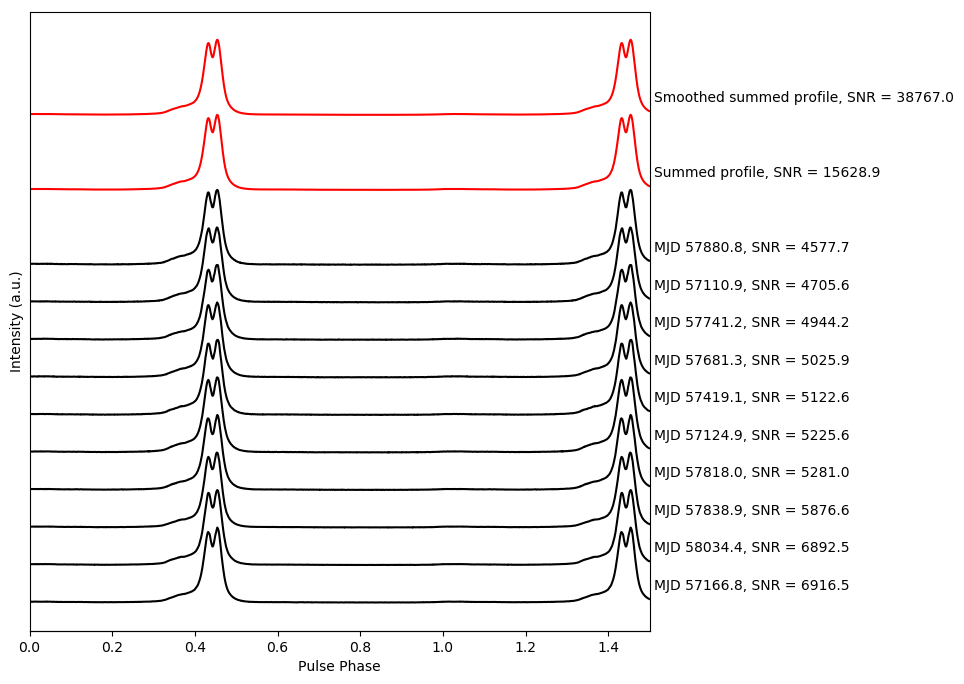 Smoothed summed profile, SNR = 38767.0
Summed profile, SNR = 15628.9
MJD 57880.8, SNR = 4577.7
MJD 57110.9, SNR = 4705.6
MJD 57741.2, SNR = 4944.2
MJD 57681.3, SNR = 5025.9
MJD 57419.1, SNR = 5122.6
MJD 57124.9, SNR = 5225.6
MJD 57818.0, SNR = 5281.0
MJD 57838.9, SNR = 5876.6
MJD 58034.4, SNR = 6892.5
MJD 57166.8, SNR = 6916.5
Intensity (a.u.)
0.0 0.2 0.4 0.6 0.8 1.0 1.2 1.4
Pulse Phase